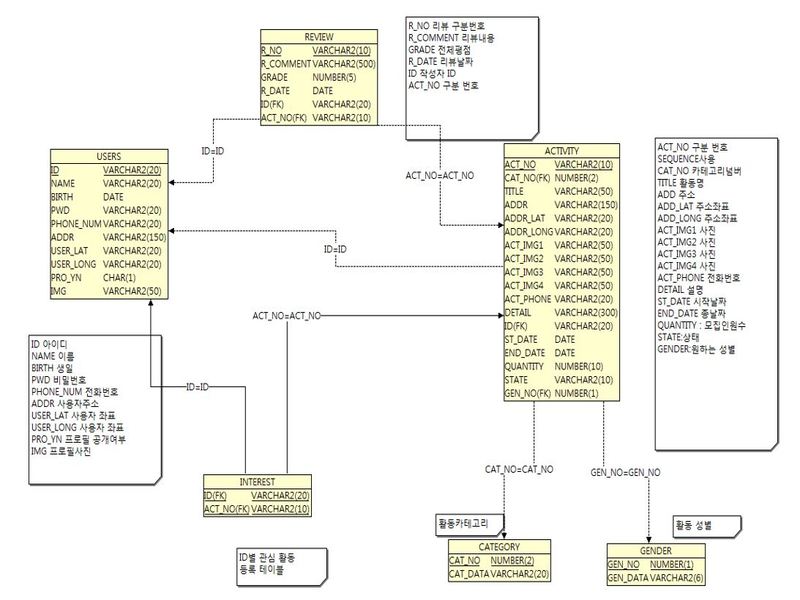 REVIEW
R_NO VARCHAR2(10)
R_COMMENT VARCHAR2(500)
GRADE NUMBER(5)
R_DATE DATE
ID(FK) VARCHAR2(20)
ACT_NO(FK) VARCHAR2(10)
R_NO 리뷰 구분번호
R_COMMENT 리뷰내용
GRADE 전체평점
R_DATE 리뷰날짜
ID 작성자 ID
ACT_NO 구분 번호
ID=ID
ACT_NO=ACT_NO
USERS
ID VARCHAR2(20)
NAME VARCHAR2(20)
BIRTH DATE
PWD VARCHAR2(20)
PHONE_NUM VARCHAR2(20)
ADDR VARCHAR2(150)
USER_LAT VARCHAR2(20)
USER_LONG VARCHAR2(20)
PRO_YN CHAR(1)
IMG VARCHAR2(50)
ID=ID
ACTIVITY
ACT_NO VARCHAR2(10)
CAT_NO(FK) NUMBER(2)
TITLE VARCHAR2(50)
ADDR VARCHAR2(150)
ADDR_LAT VARCHAR2(20)
ADDR_LONG VARCHAR2(20)
ACT_IMG1 VARCHAR2(50)
ACT_IMG2 VARCHAR2(50)
ACT_IMG3 VARCHAR2(50)
ACT_IMG4 VARCHAR2(50)
ACT_PHONE VARCHAR2(20)
DETAIL VARCHAR2(300)
ID(FK) VARCHAR2(20)
ST_DATE DATE
END_DATE DATE
QUANTITY NUMBER(10)
STATE VARCHAR2(10)
GEN_NO(FK) NUMBER(1)
ACT_NO 구분 번호
SEQUENCE사용
CAT_NO 카테고리넘버
TITLE 활동명
ADD 주소
ADD_LAT 주소좌표
ADD_LONG 주소좌표
ACT_IMG1 사진
ACT_IMG2 사진
ACT_IMG3 사진
ACT_IMG4 사진
ACT_PHONE 전화번호
DETAIL 설명
ST_DATE 시작날짜
END_DATE 종날짜
QUANTITY : 모집인원수
STATE:상태
GENDER:원하는 성별
ACT_NO=ACT_NO
ID 아이디
NAME 이름
BIRTH 생일
PWD 비밀번호
PHONE_NUM 전화번호
ADDR 사용자주소
USER_LAT 사용자 좌표
USER_LONG 사용자 좌표
PRO_YN 프로필 공개여부
IMG 프로필사진
ID=ID
INTEREST
ID(FK) VARCHAR2(20)
ACT_NO(FK) VARCHAR2(10)
ID별 관심 활동
등록 테이블
CAT_NO=CAT_NO
GEN_NO=GEN_NO
활동카테고리
활동 성별
CATEGORY
CAT_NO NUMBER(2)
CAT_DATA VARCHAR2(20)
GENDER
GEN_NO NUMBER(1)
GEN_DATA VARCHAR2(6)